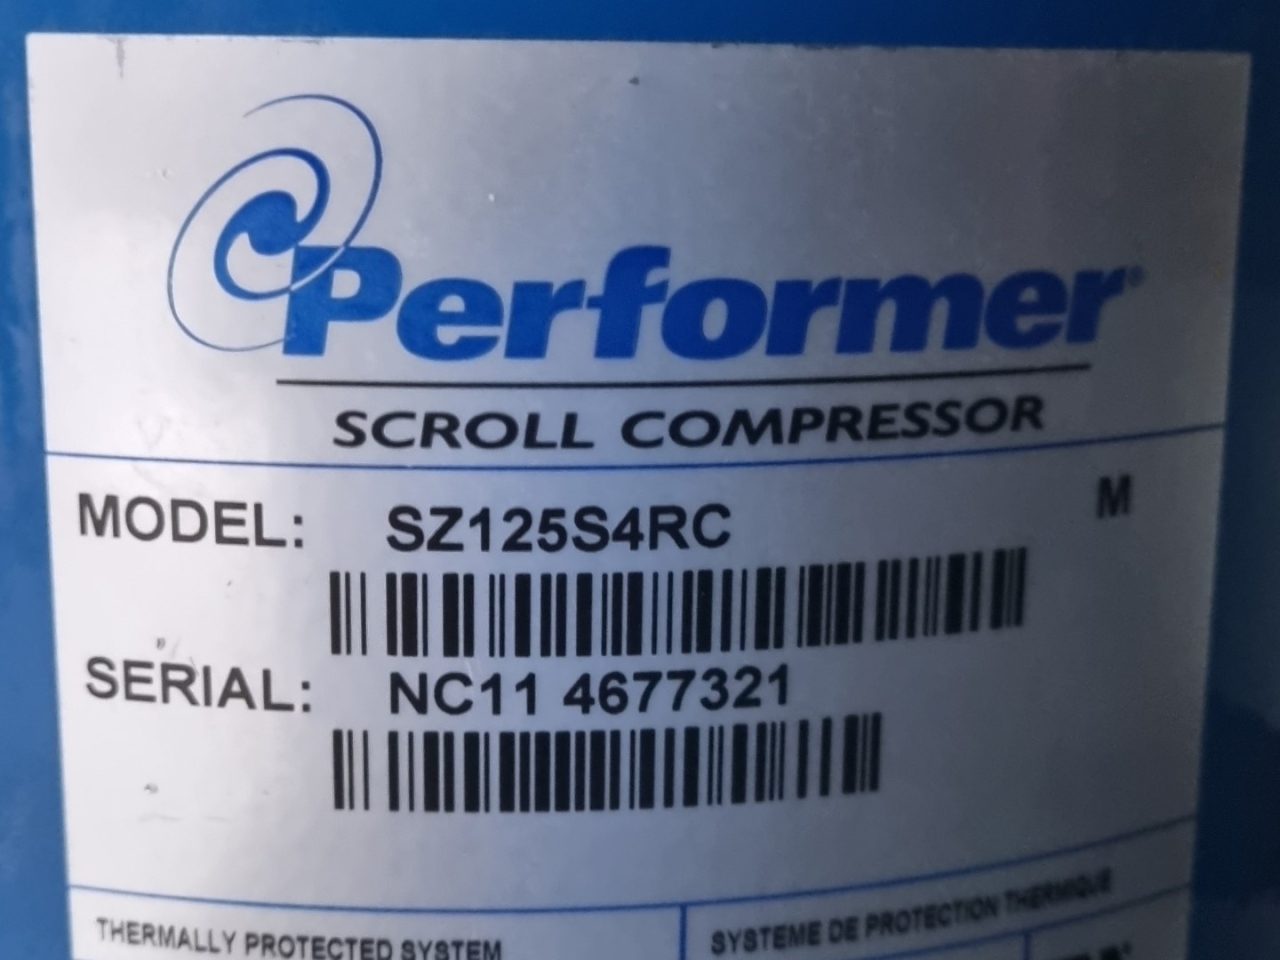 Performer®
SCROLL COMPRESSOR
MODEL: SZ125S4RC M
SERIAL: NC11 4677321
THERMALLY PROTECTED SYSTEM
SYSTEME DE PROTECTION THERMIQUE